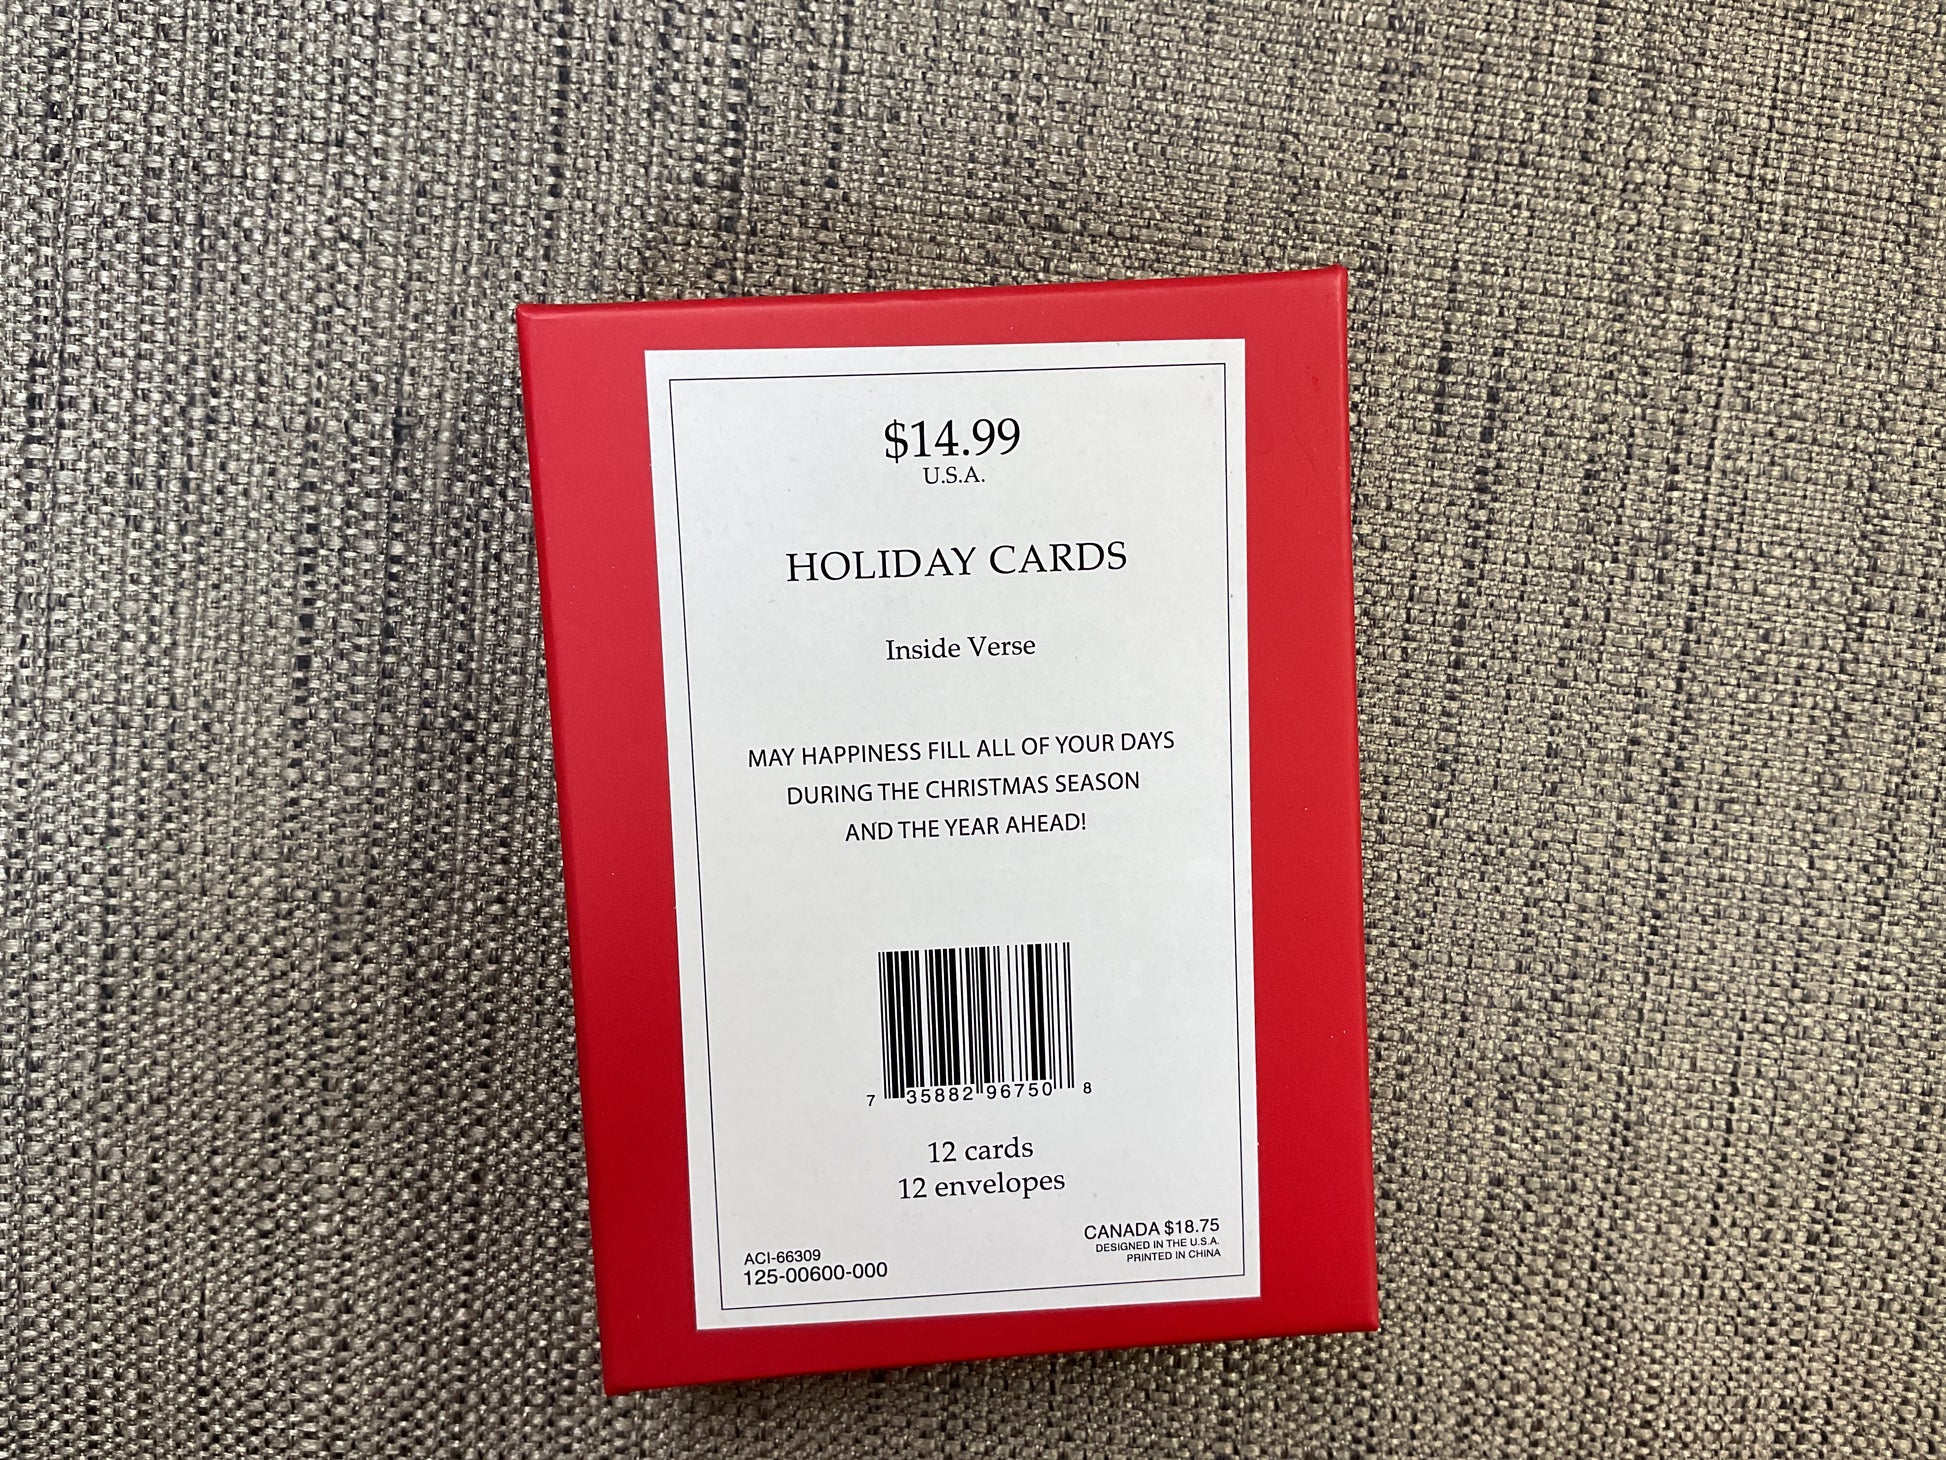 $14.99
U.S.A.
HOLIDAY CARDS
Inside Verse
MAY HAPPINESS FILL ALL OF YOUR DAYS
DURING THE CHRISTMAS SEASON
AND THE YEAR AHEAD!
7 35882 96750 8
12 cards
12 envelopes
ACI-66309
125-00600-000
CANADA $18.75
DESIGNED IN THE U.S.A.
PRINTED IN CHINA